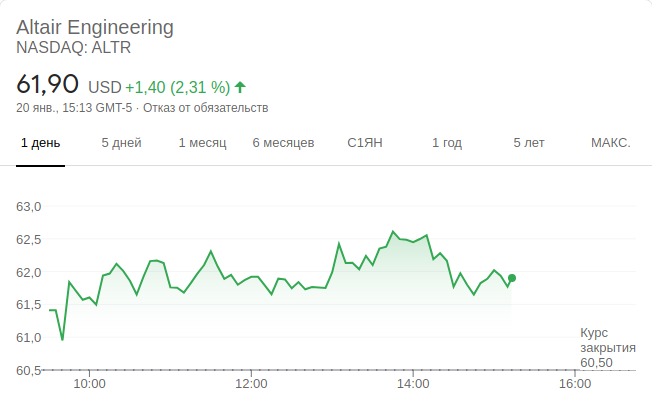 Altair Engineering
NASDAQ: ALTR
61,90 USD +1,40 (2,31 %)
20 янв., 15:13 GMT-5 · Отказ от обязательств
1 день 5 дней 1 месяц 6 месяцев С1ЯН 1 год 5 лет МАКС.
63,0
62,5
62,0
61,5
61,0
60,5
Курс
закрытия
60,50
10:00 12:00 14:00 16:00